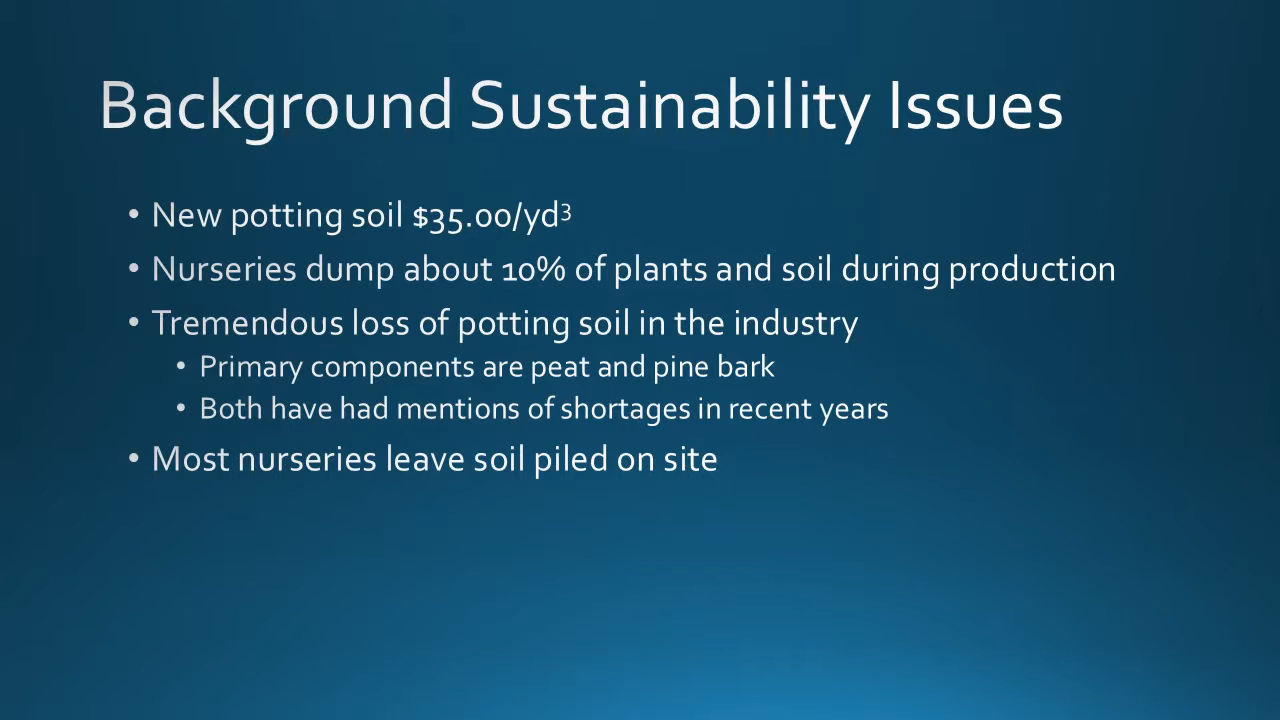 Background Sustainability Issues
• New potting soil $35.00/yd³
• Nurseries dump about 10% of plants and soil during production
• Tremendous loss of potting soil in the industry
• Primary components are peat and pine bark
• Both have had mentions of shortages in recent years
• Most nurseries leave soil piled on site